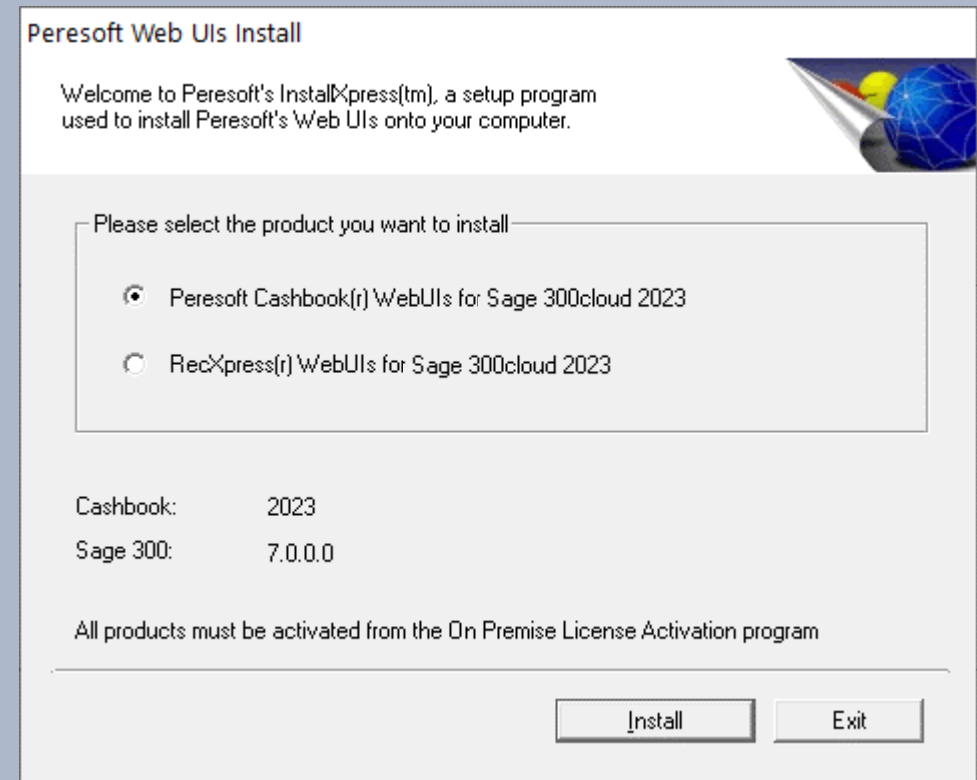 Peresoft Web UIs Install
Welcome to Peresoft's InstallXpress(tm), a setup program
used to install Peresoft's Web UIs onto your computer.
Please select the product you want to install
Peresoft Cashbook(r) WebUIs for Sage 300cloud 2023
RecXpress(r) WebUIs for Sage 300cloud 2023
Cashbook: 2023
Sage 300: 7.0.0.0
All products must be activated from the On Premise License Activation program
Install Exit